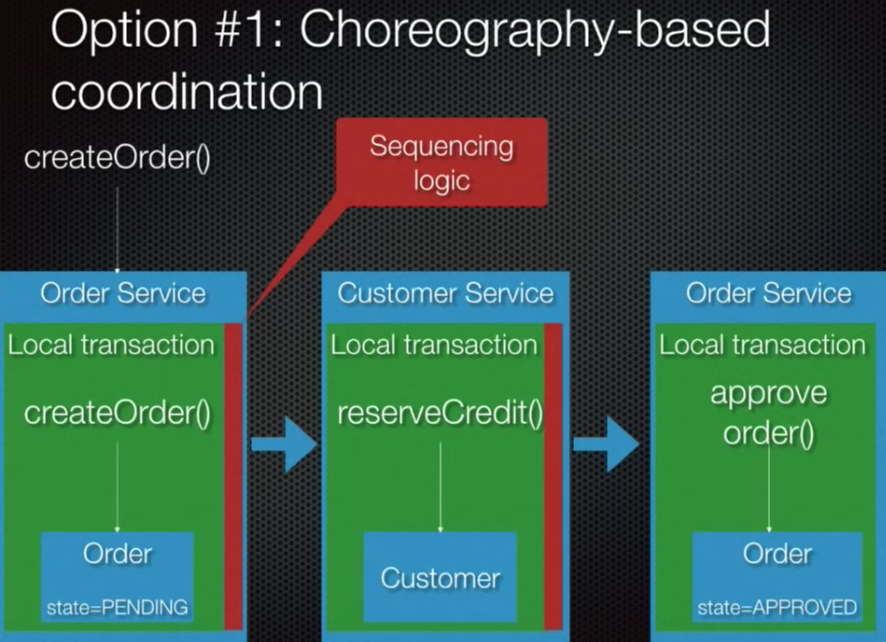 Option #1: Choreography-based
coordination
createOrder()
Sequencing
logic
Order Service
Local transaction
createOrder()
Order
state=PENDING
Customer Service
Local transaction
reserveCredit()
Customer
Order Service
Local transaction
approve
order()
Order
state=APPROVED